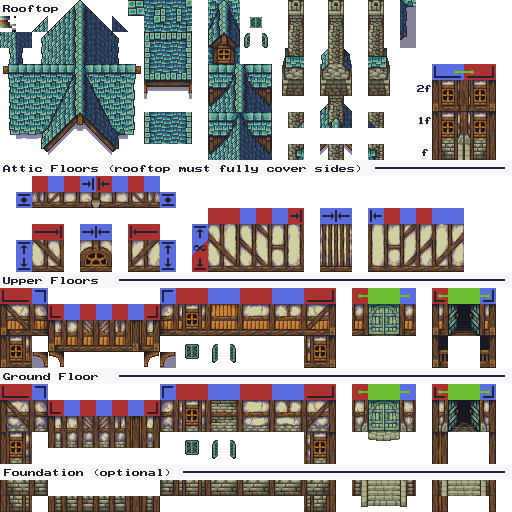 Rooftop
2f
1f
f
Attic Floors (rooftop must fully cover sides)
Upper Floors
Ground Floor
Foundation (optional)